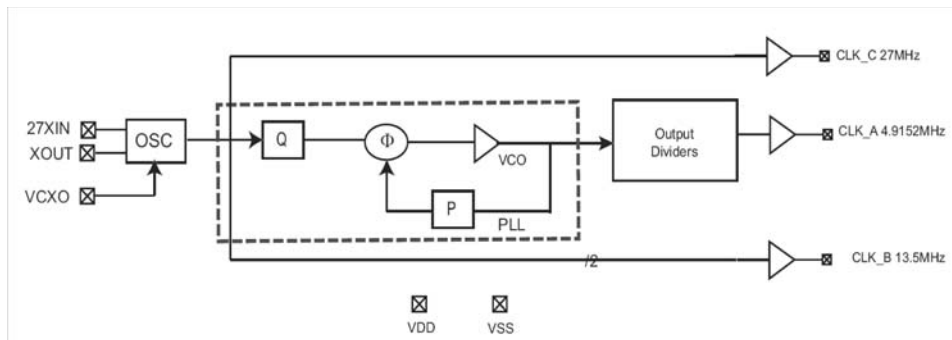 CLK_C 27MHz
27XIN
OSC
Q
Φ
Output
Dividers
CLK_A 4.9152MHz
XOUT
VCO
VCXO
P
PLL
/2
CLK_B 13.5MHz
VDD
VSS